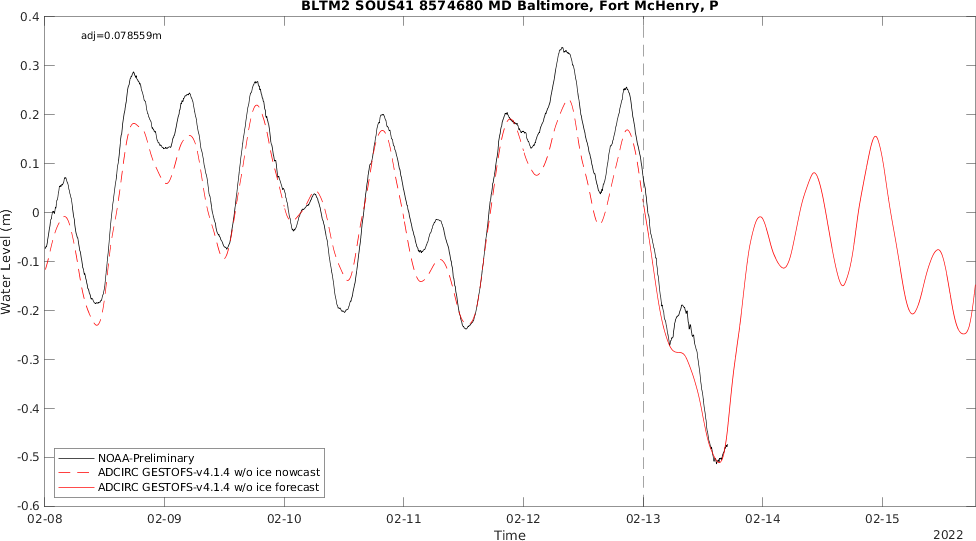 BLTM2 SOUS41 8574680 MD Baltimore, Fort McHenry, P
adj=0.078559m
Water Level (m)
0.4
0.3
0.2
0.1
0
-0.1
-0.2
-0.3
-0.4
-0.5
-0.6
NOAA-Preliminary
ADCIRC GESTOFS-v4.1.4 w/o ice nowcast
ADCIRC GESTOFS-v4.1.4 w/o ice forecast
02-08 02-09 02-10 02-11 02-12 02-13 02-14 02-15
Time
2022